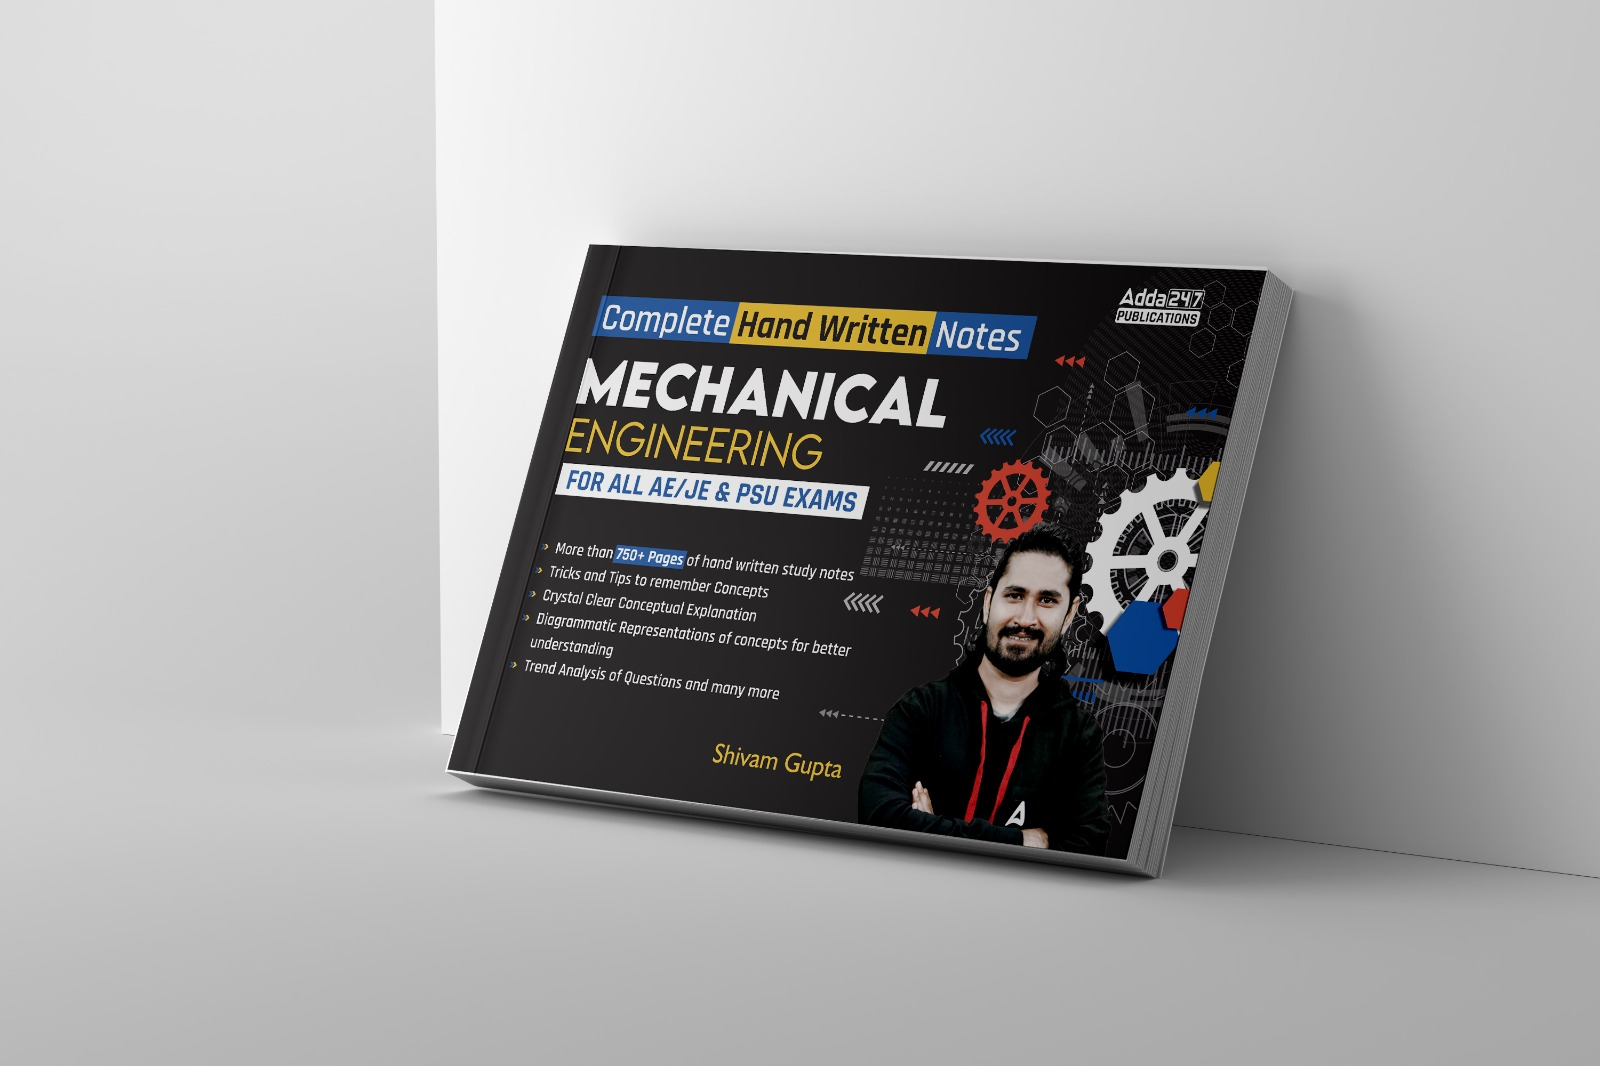 Adda247
PUBLICATIONS
Complete Hand Written Notes
MECHANICAL
ENGINEERING
FOR ALL AE/JE & PSU EXAMS
More than 750+ Pages of hand written study notes
Tricks and Tips to remember Concepts
Crystal Clear Conceptual Explanation
Diagrammatic Representations of concepts for better
understanding
Trend Analysis of Questions and many more
Shivam Gupta